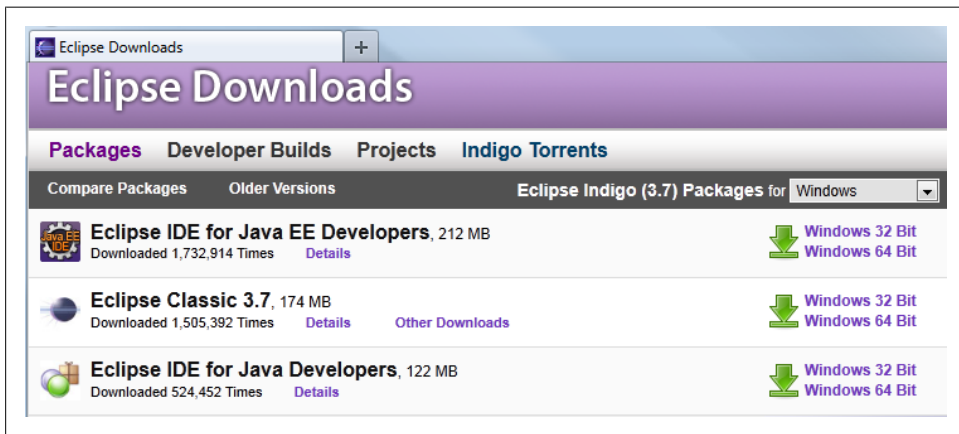 Eclipse Downloads +
Eclipse Downloads
Packages Developer Builds Projects Indigo Torrents
Compare Packages Older Versions Eclipse Indigo (3.7) Packages for Windows
Java EE IDE
Eclipse IDE for Java EE Developers, 212 MB Windows 32 Bit
Downloaded 1,732,914 Times Details Windows 64 Bit
Eclipse Classic 3.7, 174 MB Windows 32 Bit
Downloaded 1,505,392 Times Details Other Downloads Windows 64 Bit
Eclipse IDE for Java Developers, 122 MB Windows 32 Bit
Downloaded 524,452 Times Details Windows 64 Bit